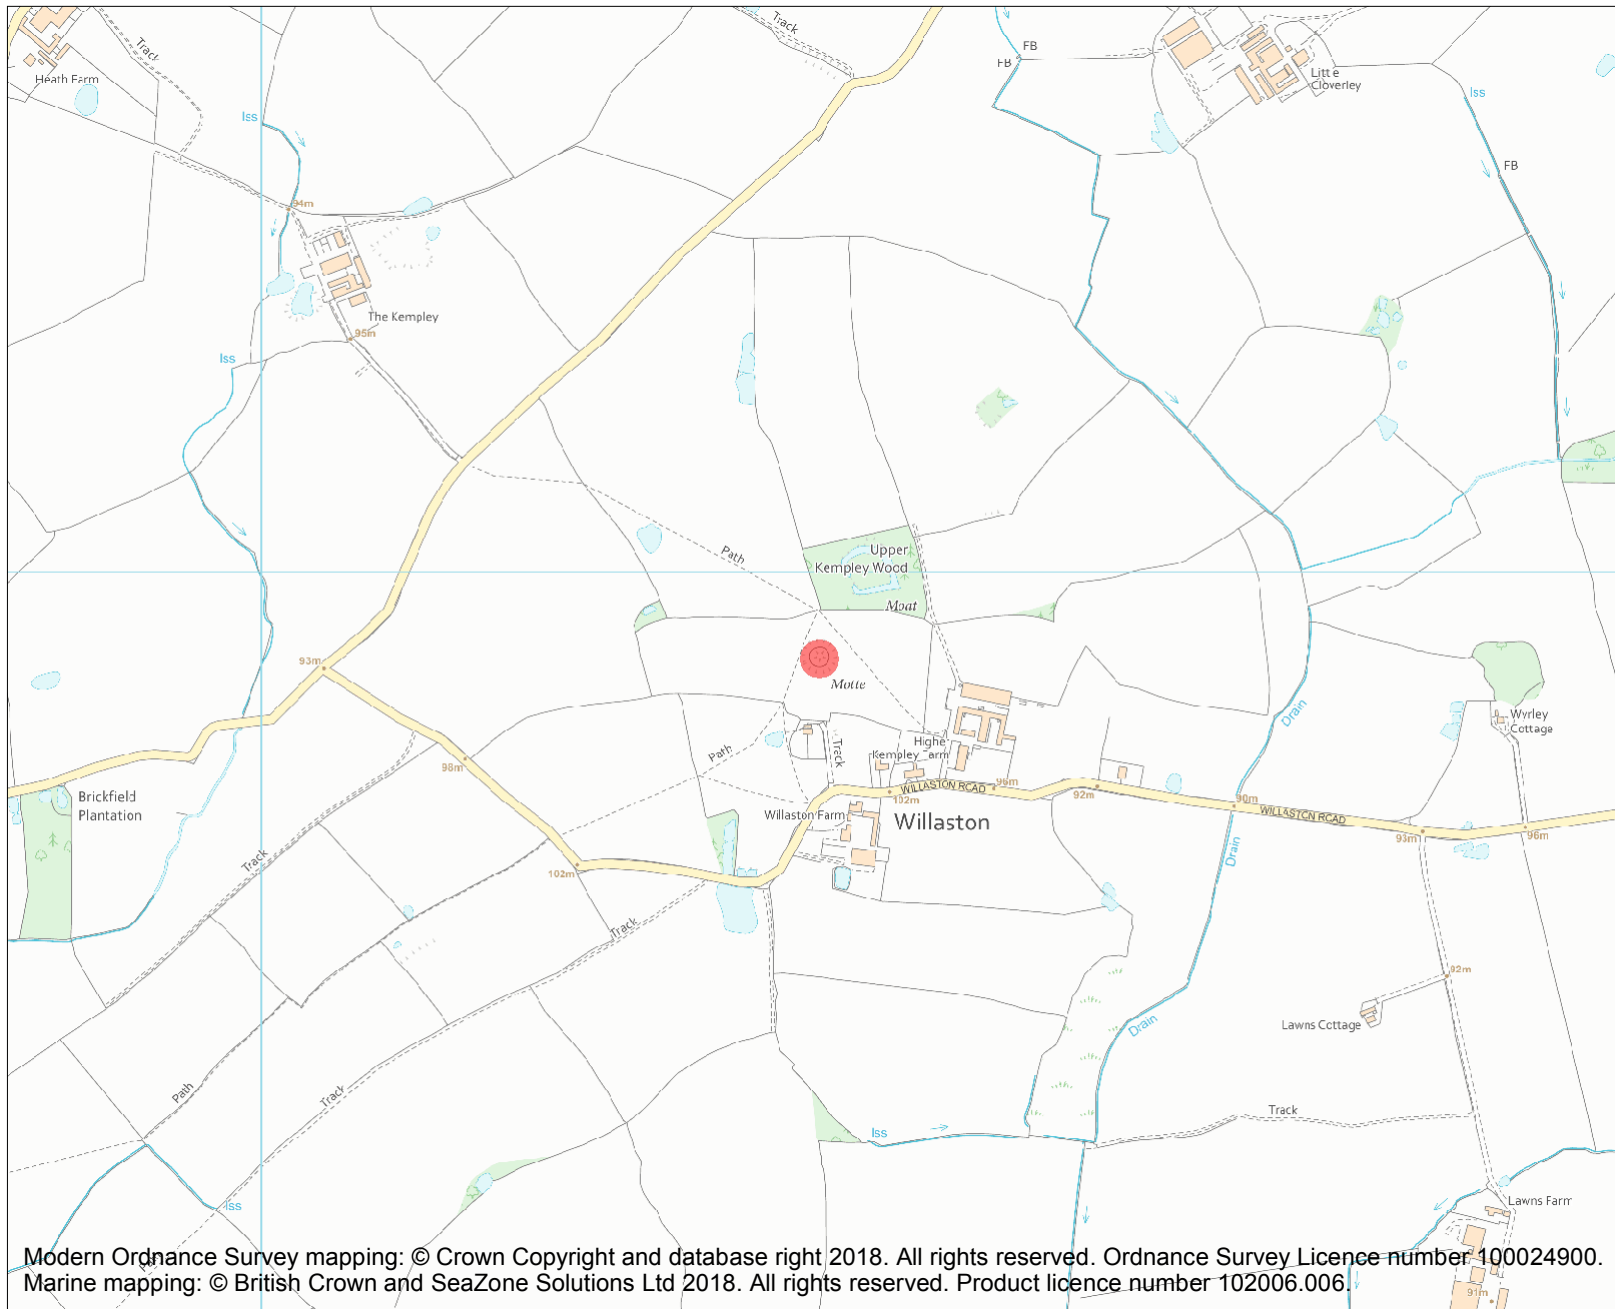 Track
Track
FB
FB
Heath Farm
Little
Cloverley
Iss
Iss
FB
94m
The Kempley
95m
Iss
Path
Upper
Kempley Wood
Moat
93m
Motte
Path
Track
Highe
Kempley Farm
Drain
Wyrley
Cottage
98m
96m
WILLASTON ROAD
102m
92m
90m
WILLASTON ROAD
Brickfield
Plantation
Willaston Farm
Willaston
93m
96m
Track
102m
Drain
Track
92m
Drain
Lawns Cottage
Path
Track
Iss
Track
Iss
Lawns Farm
Path
91m
Modern Ordnance Survey mapping: © Crown Copyright and database right 2018. All rights reserved. Ordnance Survey Licence number 100024900.
Marine mapping: © British Crown and SeaZone Solutions Ltd 2018. All rights reserved. Product licence number 102006.006.